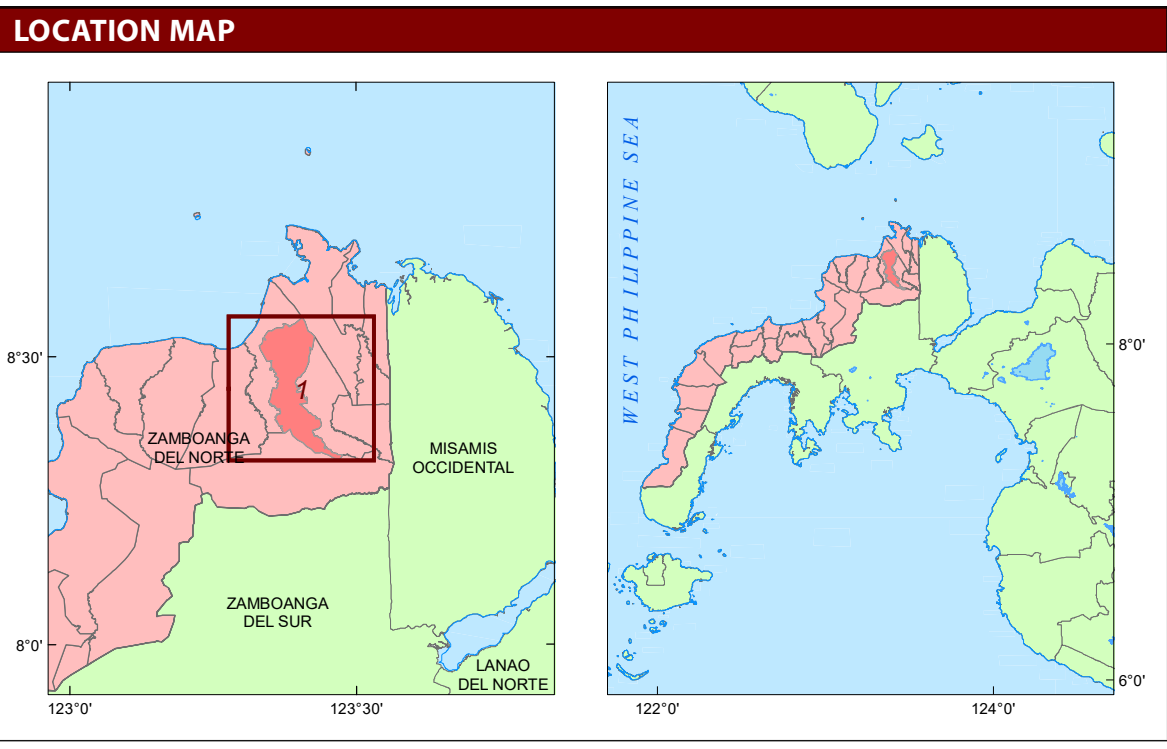 LOCATION MAP
8°30'
8°0'
123°0'
123°30'
1
ZAMBOANGA
DEL NORTE
MISAMIS
OCCIDENTAL
ZAMBOANGA
DEL SUR
LANAO
DEL NORTE
WEST PHILIPPINE SEA
8°0'
6°0'
122°0'
124°0'